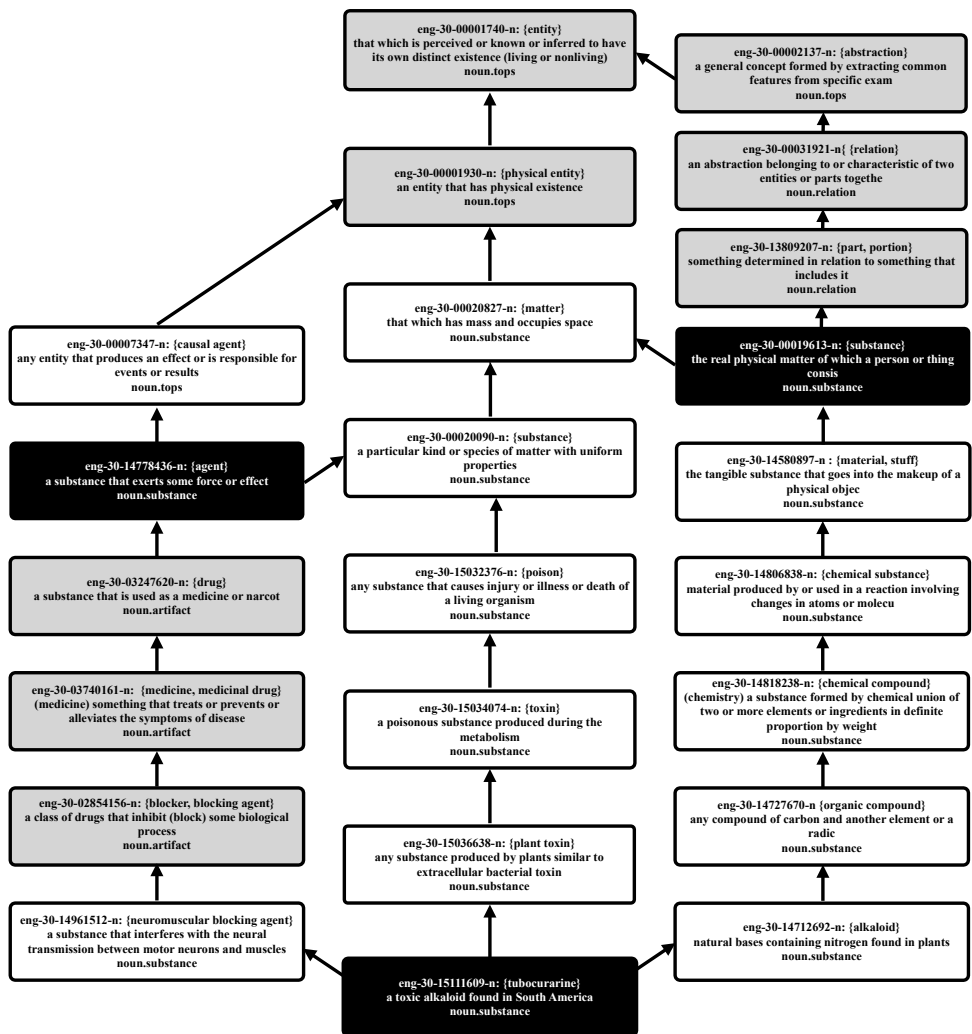 eng-30-00001740-n: {entity}
that which is perceived or known or inferred to have
its own distinct existence (living or nonliving)
noun.tops
eng-30-00002137-n: {abstraction}
a general concept formed by extracting common
features from specific exam
noun.tops
eng-30-00031921-n{ {relation}
an abstraction belonging to or characteristic of two
entities or parts togethe
noun.relation
eng-30-00001930-n: {physical entity}
an entity that has physical existence
noun.tops
eng-30-13809207-n: {part, portion}
something determined in relation to something that
includes it
noun.relation
eng-30-00020827-n: {matter}
that which has mass and occupies space
noun.substance
eng-30-00007347-n: {causal agent}
any entity that produces an effect or is responsible for
events or results
noun.tops
eng-30-00019613-n: {substance}
the real physical matter of which a person or thing
consis
noun.substance
eng-30-00020090-n: {substance}
a particular kind or species of matter with uniform
properties
noun.substance
eng-30-14778436-n: {agent}
a substance that exerts some force or effect
noun.substance
eng-30-14580897-n : {material, stuff}
the tangible substance that goes into the makeup of a
physical objec
noun.substance
eng-30-03247620-n: {drug}
a substance that is used as a medicine or narcot
noun.artifact
eng-30-15032376-n: {poison}
any substance that causes injury or illness or death of
a living organism
noun.substance
eng-30-14806838-n: {chemical substance}
material produced by or used in a reaction involving
changes in atoms or molecu
noun.substance
eng-30-03740161-n: {medicine, medicinal drug}
(medicine) something that treats or prevents or
alleviates the symptoms of disease
noun.artifact
eng-30-15034074-n: {toxin}
a poisonous substance produced during the
metabolism
noun.substance
eng-30-14818238-n: {chemical compound}
(chemistry) a substance formed by chemical union of
two or more elements or ingredients in definite
proportion by weight
noun.substance
eng-30-02854156-n: {blocker, blocking agent}
a class of drugs that inhibit (block) some biological
process
noun.artifact
eng-30-15036638-n: {plant toxin}
any substance produced by plants similar to
extracellular bacterial toxin
noun.substance
eng-30-14727670-n {organic compound}
any compound of carbon and another element or a
radic
noun.substance
eng-30-14961512-n: {neuromuscular blocking agent}
a substance that interferes with the neural
transmission between motor neurons and muscles
noun.substance
eng-30-14712692-n: {alkaloid}
natural bases containing nitrogen found in plants
noun.substance
eng-30-15111609-n: {tubocurarine}
a toxic alkaloid found in South America
noun.substance